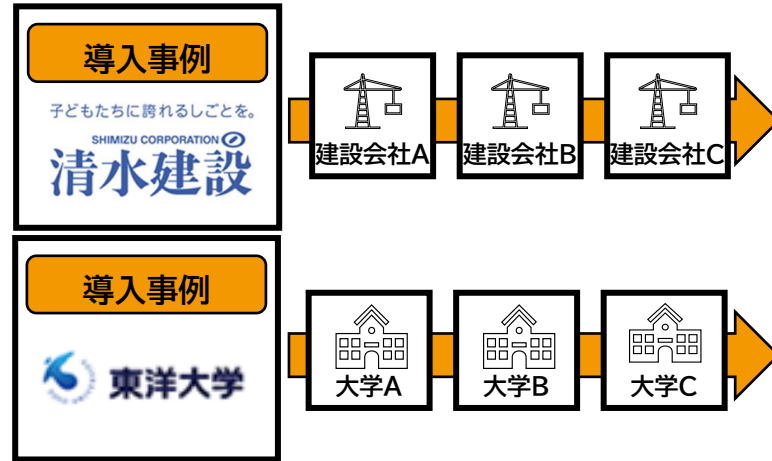 導入事例
子どもたちに誇れるしごとを。
SHIMIZU CORPORATION
清水建設
建設会社A
建設会社B
建設会社C
導入事例
東洋大学
大学A
大学B
大学C